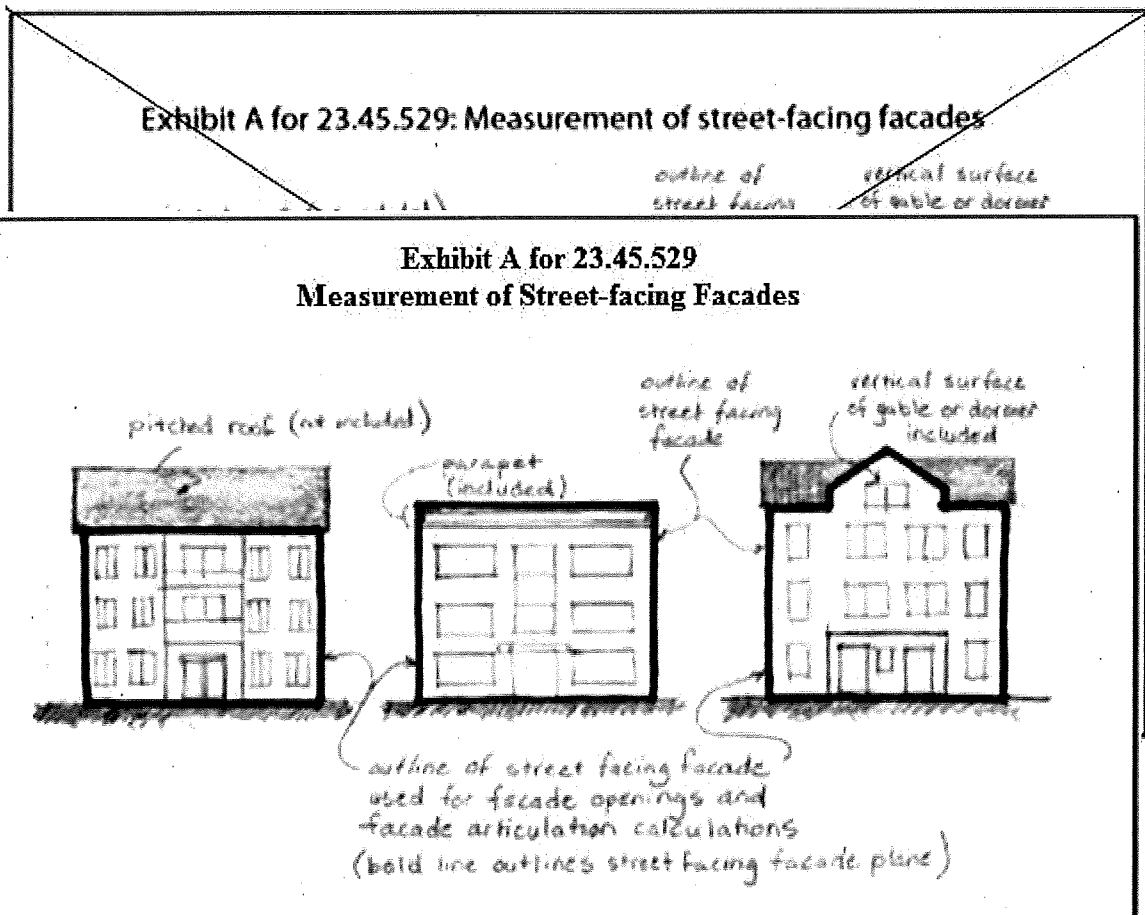 Exhibit A for 23.45.529: Measurement of street-facing facades
outline of
street facing
vertical surface
of gable or dormer
Exhibit A for 23.45.529
Measurement of Street-facing Facades
pitched roof (not included)
parapet
(included)
outline of
street facing
facade
vertical surface
of gable or dormer
included
outline of street facing facade
used for facade openings and
facade articulation calculations
(bold line outlines street facing facade plane)